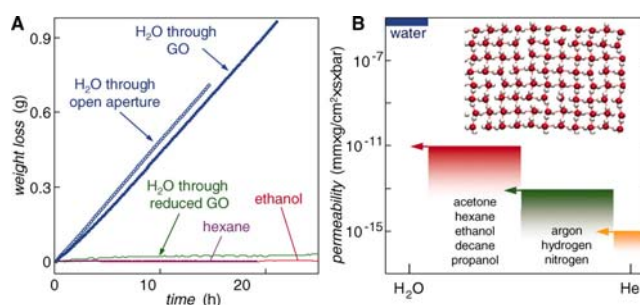 A
0.9
0.6
0.3
0
weight loss (g)
H₂O through
GO
H₂O through
open aperture
H₂O through
reduced GO
hexane
ethanol
0
10
20
time (h)
B
water
10⁻⁷
10⁻¹¹
10⁻¹⁵
permeability (mm×g/cm²×s×bar)
acetone
hexane
ethanol
decane
propanol
argon
hydrogen
nitrogen
H₂O
He